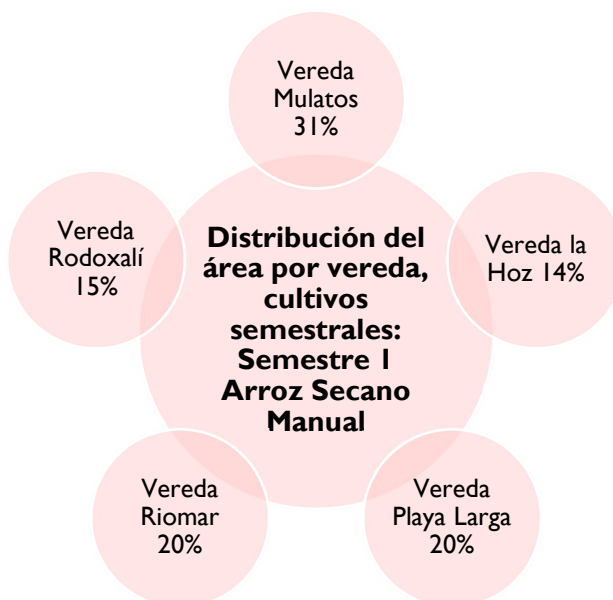 Vereda
Mulatos
31%
Vereda
Rodoxalí
15%
Distribución del
área por vereda,
cultivos
semestrales:
Semestre 1
Arroz Secano
Manual
Vereda la
Hoz 14%
Vereda
Riomar
20%
Vereda
Playa Larga
20%